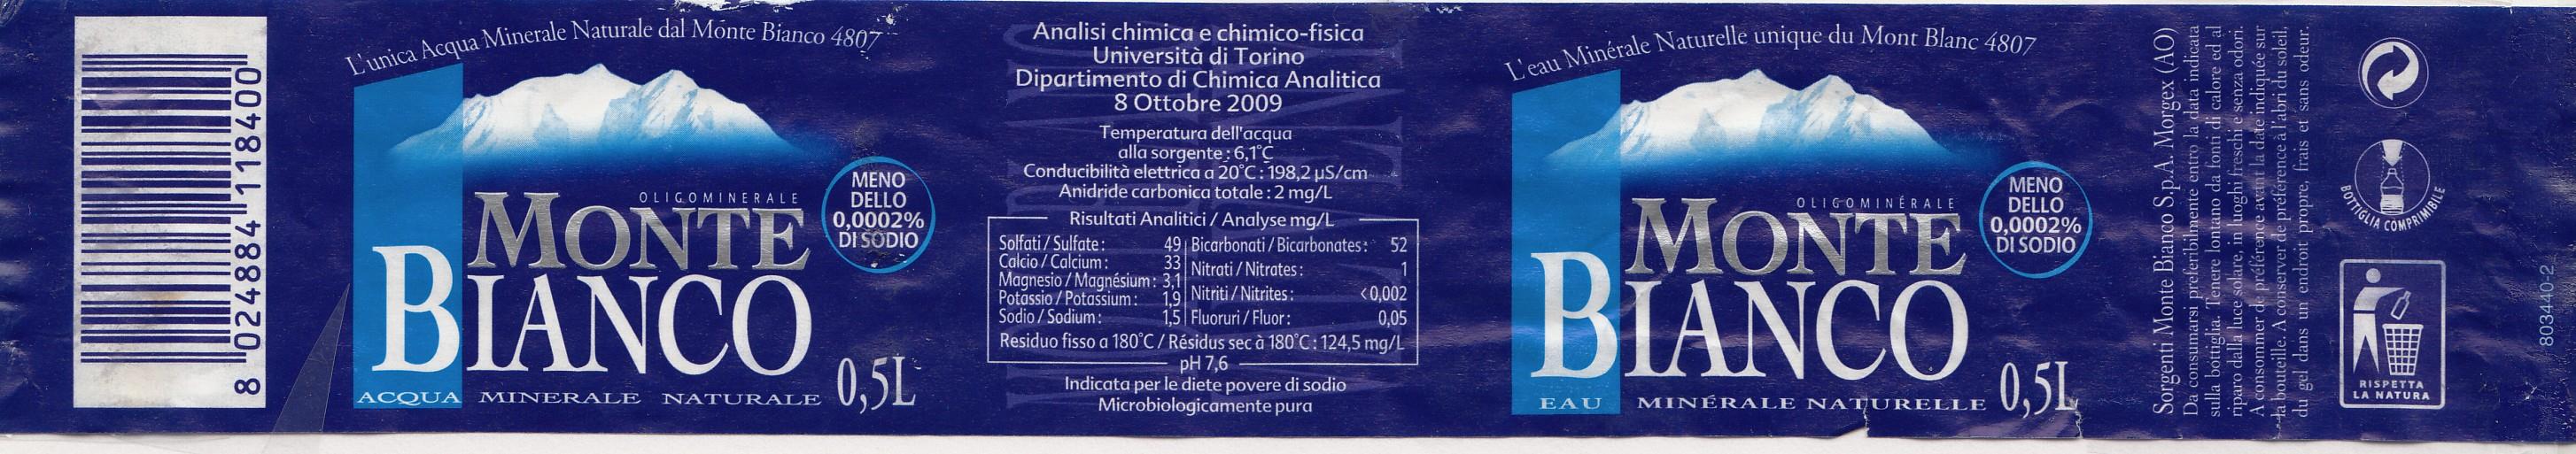 8 024884 118400
L'unica Acqua Minerale Naturale dal Monte Bianco 4807
OLIGOMINERALE
MONTE
BIANCO
ACQUA MINERALE NATURALE
0,5L
MENO
DELLO
0,0002%
DI SODIO
Analisi chimica e chimico-fisica
Università di Torino
Dipartimento di Chimica Analitica
8 Ottobre 2009
Temperatura dell'acqua
alla sorgente : 6,1°C
Conducibilità elettrica a 20°C : 198,2 µS/cm
Anidride carbonica totale : 2 mg/L
Risultati Analitici / Analyse mg/L
Solfati / Sulfate : 49
Calcio / Calcium : 33
Magnesio / Magnésium : 3,1
Potassio / Potassium : 1,9
Sodio / Sodium : 1,5
Bicarbonati / Bicarbonates : 52
Nitrati / Nitrates : 1
Nitriti / Nitrites : <0,002
Fluoruri / Fluor : 0,05
Residuo fisso a 180°C / Résidus sec à 180°C : 124,5 mg/L
pH 7,6
Indicata per le diete povere di sodio
Microbiologicamente pura
L'eau Minérale Naturelle unique du Mont Blanc 4807
OLIGOMINÉRALE
MONTE
BIANCO
EAU MINÉRALE NATURELLE
0,5L
MENO
DELLO
0,0002%
DI SODIO
Sorgenti Monte Bianco S.p.A. Morgex (AO)
Da consumarsi preferibilmente entro la data indicata
sulla bottiglia. Tenere lontano da fonti di calore ed al
riparo dalla luce solare, in luoghi freschi e senza odori.
A consommer de préférence avant la date indiquée sur
la bouteille. A conserver de préférence à l'abri du soleil,
du gel dans un endroit propre, frais et sans odeur.
BOTTIGLIA COMPRIMIBILE
RISPETTA
LA NATURA
803440-2